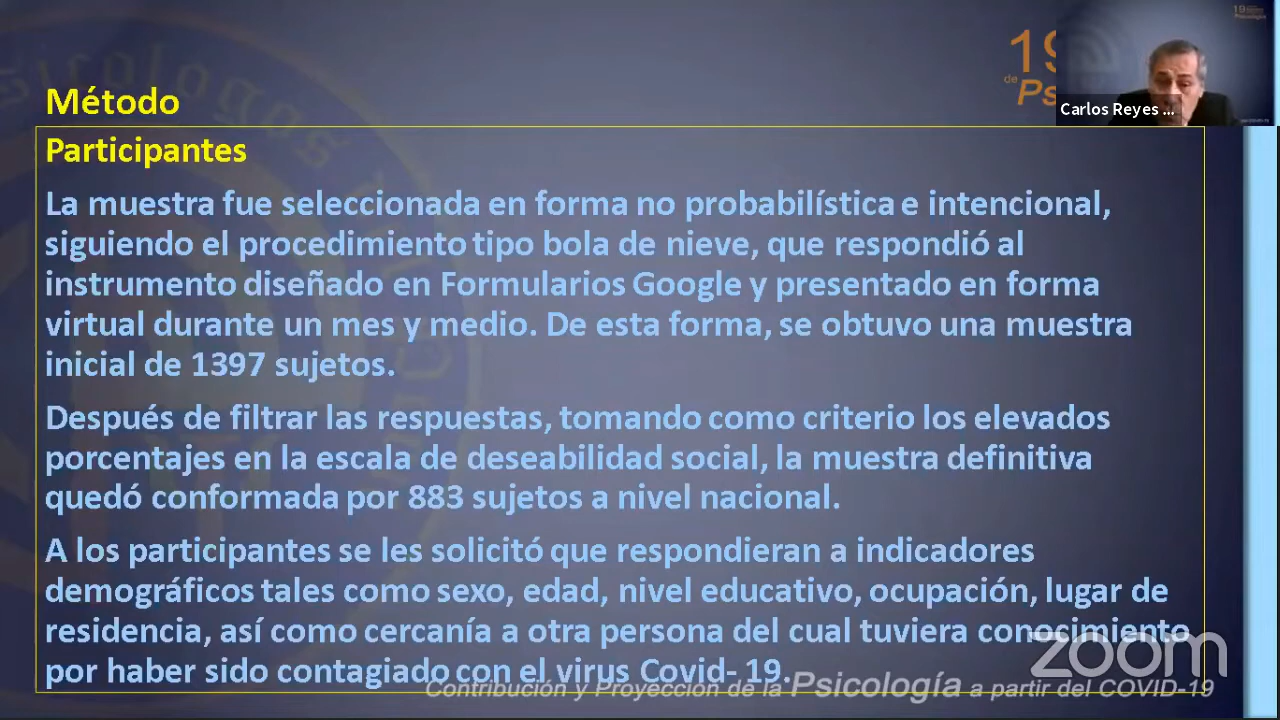 19
de
Ps
19
Psicología
Carlos Reyes ...
Psicologos
Método
Participantes
La muestra fue seleccionada en forma no probabilística e intencional,
siguiendo el procedimiento tipo bola de nieve, que respondió al
instrumento diseñado en Formularios Google y presentado en forma
virtual durante un mes y medio. De esta forma, se obtuvo una muestra
inicial de 1397 sujetos.
Después de filtrar las respuestas, tomando como criterio los elevados
porcentajes en la escala de deseabilidad social, la muestra definitiva
quedó conformada por 883 sujetos a nivel nacional.
A los participantes se les solicitó que respondieran a indicadores
demográficos tales como sexo, edad, nivel educativo, ocupación, lugar de
residencia, así como cercanía a otra persona del cual tuviera conocimiento
por haber sido contagiado con el virus Covid- 19.
zoom
Contribución y Proyección de la Psicología a partir del COVID-19